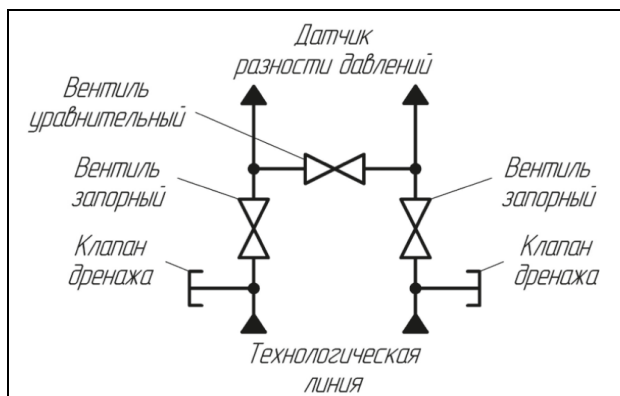 Датчик
разности давлений
Вентиль
уравнительный
Вентиль
запорный
Вентиль
запорный
Клапан
дренажа
Клапан
дренажа
Технологическая
линия